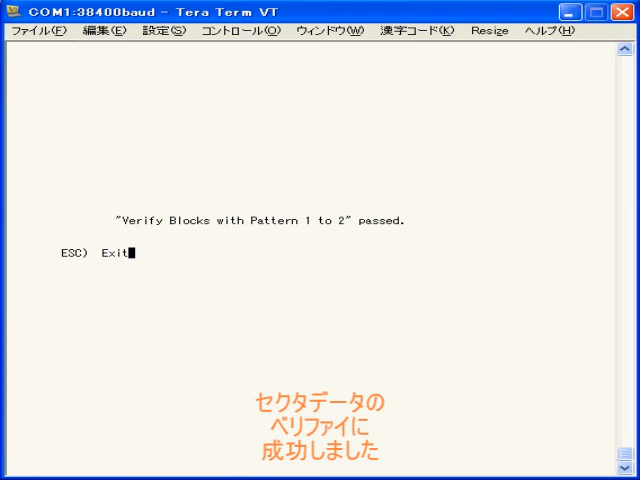 COM1:38400baud - Tera Term VT
ファイル(F) 編集(E) 設定(S) コントロール(O) ウィンドウ(W) 漢字コード(K) Resize ヘルプ(H)
"Verify Blocks with Pattern 1 to 2" passed.
ESC) Exit
セクタデータの
ベリファイに
成功しました